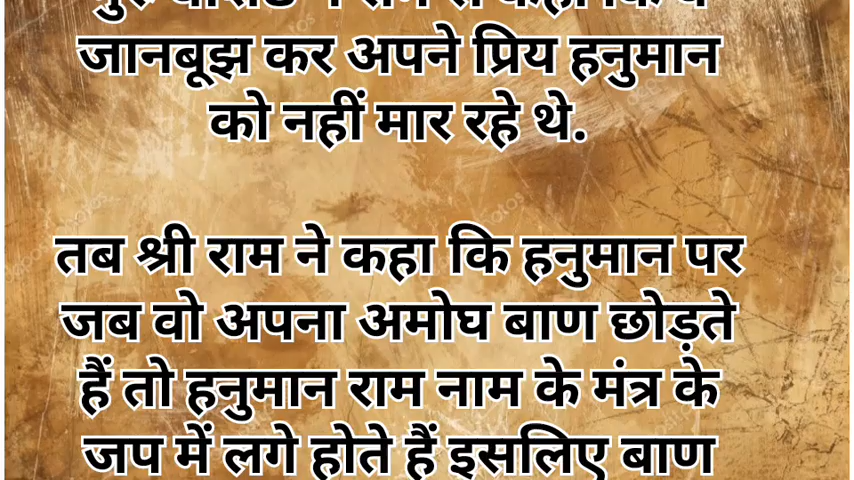 जानबूझ कर अपने प्रिय हनुमान
को नहीं मार रहे थे.
तब श्री राम ने कहा कि हनुमान पर
जब वो अपना अमोघ बाण छोड़ते
हैं तो हनुमान राम नाम के मंत्र के
जप में लगे होते हैं इसलिए बाण